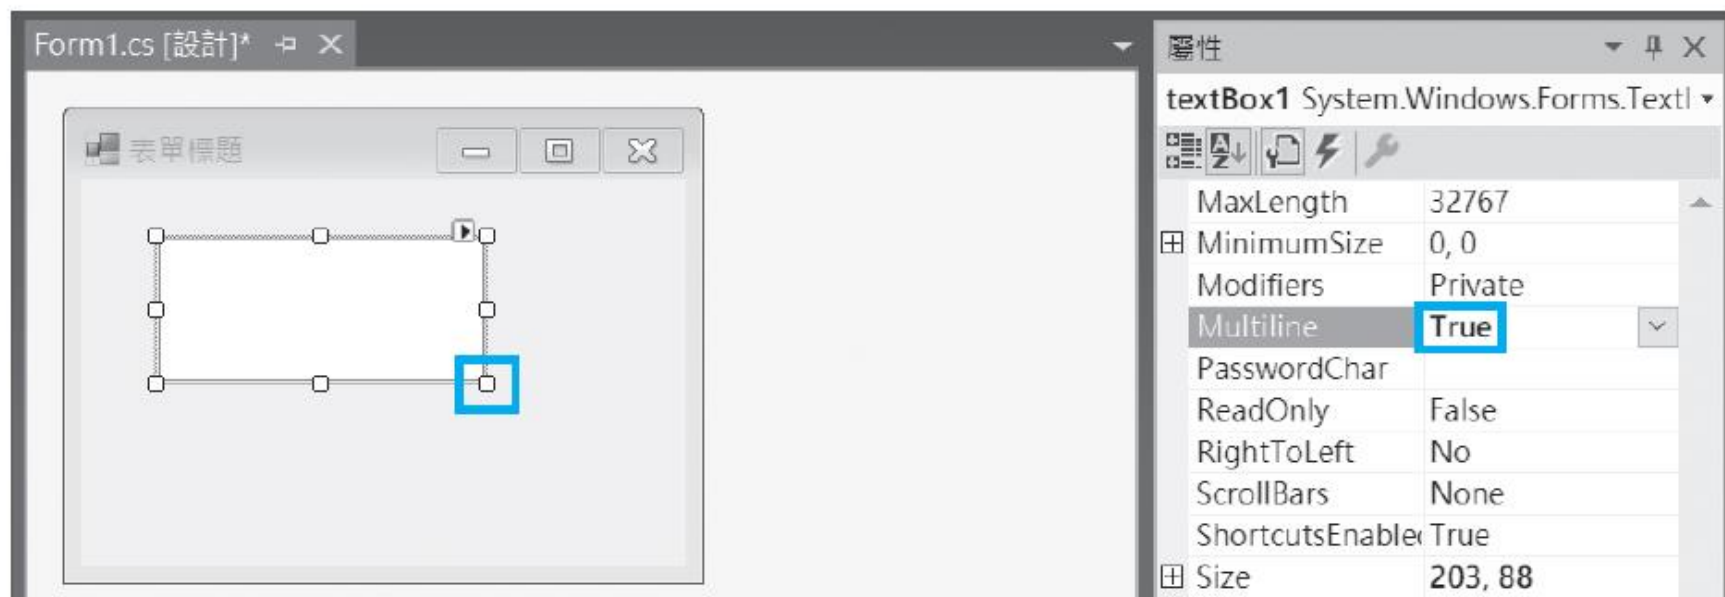 Form1.cs [設計]*
表單標題
屬性
textBox1 System.Windows.Forms.Textl
MaxLength 32767
MinimumSize 0, 0
Modifiers Private
Multiline True
PasswordChar
ReadOnly False
RightToLeft No
ScrollBars None
ShortcutsEnable True
Size 203, 88